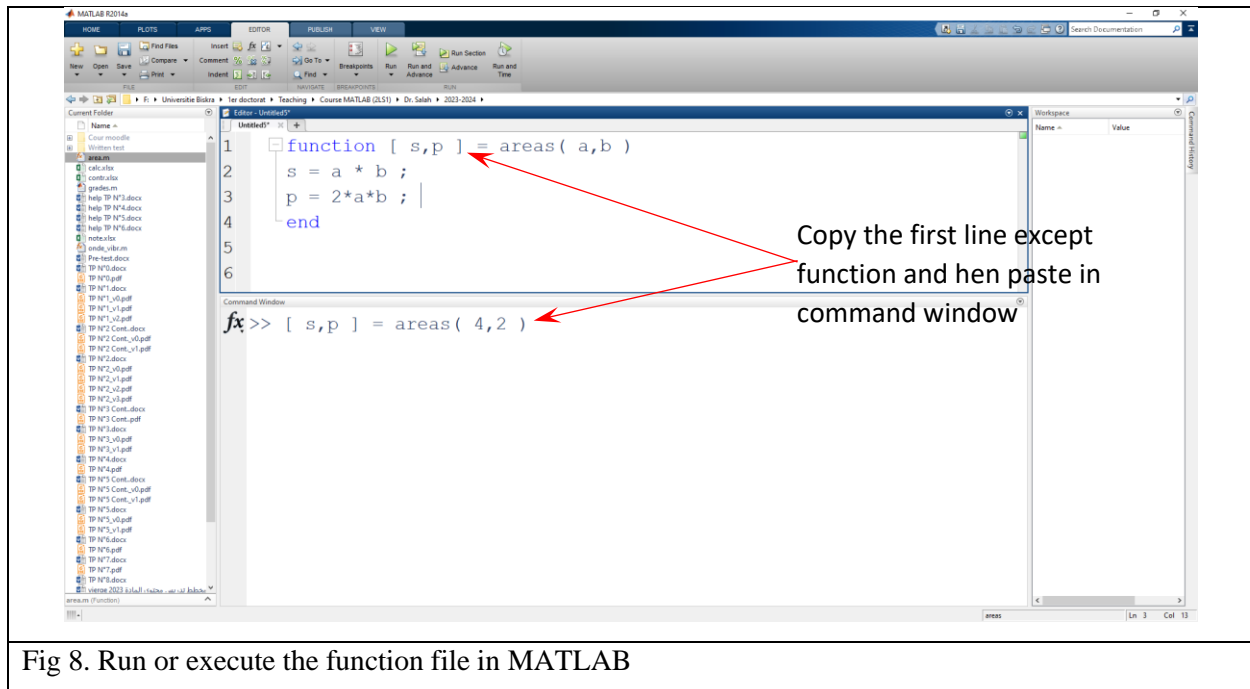 MATLAB R2014a
HOME PLOTS APPS EDITOR PUBLISH VIEW
Search Documentation
New Open Save Find Files Compare Print
Insert Comment Indent
Go To Find
Breakpoints Run Run and Advance Run Section Advance Run and Time
FILE EDIT NAVIGATE BREAKPOINTS RUN
F: Universitie Biskra 1er doctorat Teaching Course MATLAB (2LS1) Dr. Salah 2023-2024
Current Folder
Name
Cour moodle
Written test
area.m
calc.xlsx
contr.xlsx
grades.m
help TP N°3.docx
help TP N°4.docx
help TP N°5.docx
help TP N°6.docx
note.xlsx
onde_vibr.m
Pre-test.docx
TP N°0.docx
TP N°0.pdf
TP N°1.docx
TP N°1_v0.pdf
TP N°1_v1.pdf
TP N°1_v2.pdf
TP N°2 Cont..docx
TP N°2 Cont._v0.pdf
TP N°2 Cont._v1.pdf
TP N°2.docx
TP N°2_v0.pdf
TP N°2_v1.pdf
TP N°2_v2.pdf
TP N°2_v3.pdf
TP N°3 Cont..docx
TP N°3 Cont..pdf
TP N°3.docx
TP N°3_v0.pdf
TP N°3_v1.pdf
TP N°4.docx
TP N°4.pdf
TP N°5 Cont..docx
TP N°5 Cont._v0.pdf
TP N°5 Cont._v1.pdf
TP N°5.docx
TP N°5_v0.pdf
TP N°5_v1.pdf
TP N°6.docx
TP N°6.pdf
TP N°7.docx
TP N°7.pdf
TP N°8.docx
vierge 2023
area.m (Function)
Editor - Untitled5*
Untitled5*
1 function [ s,p ] = areas( a,b )
2 s = a * b ;
3 p = 2*a*b ;
4 end
5
6
Command Window
fx >> [ s,p ] = areas( 4,2 )
Copy the first line except
function and hen paste in
command window
Workspace
Name Value
Command History
areas Ln 3 Col 13
Fig 8. Run or execute the function file in MATLAB